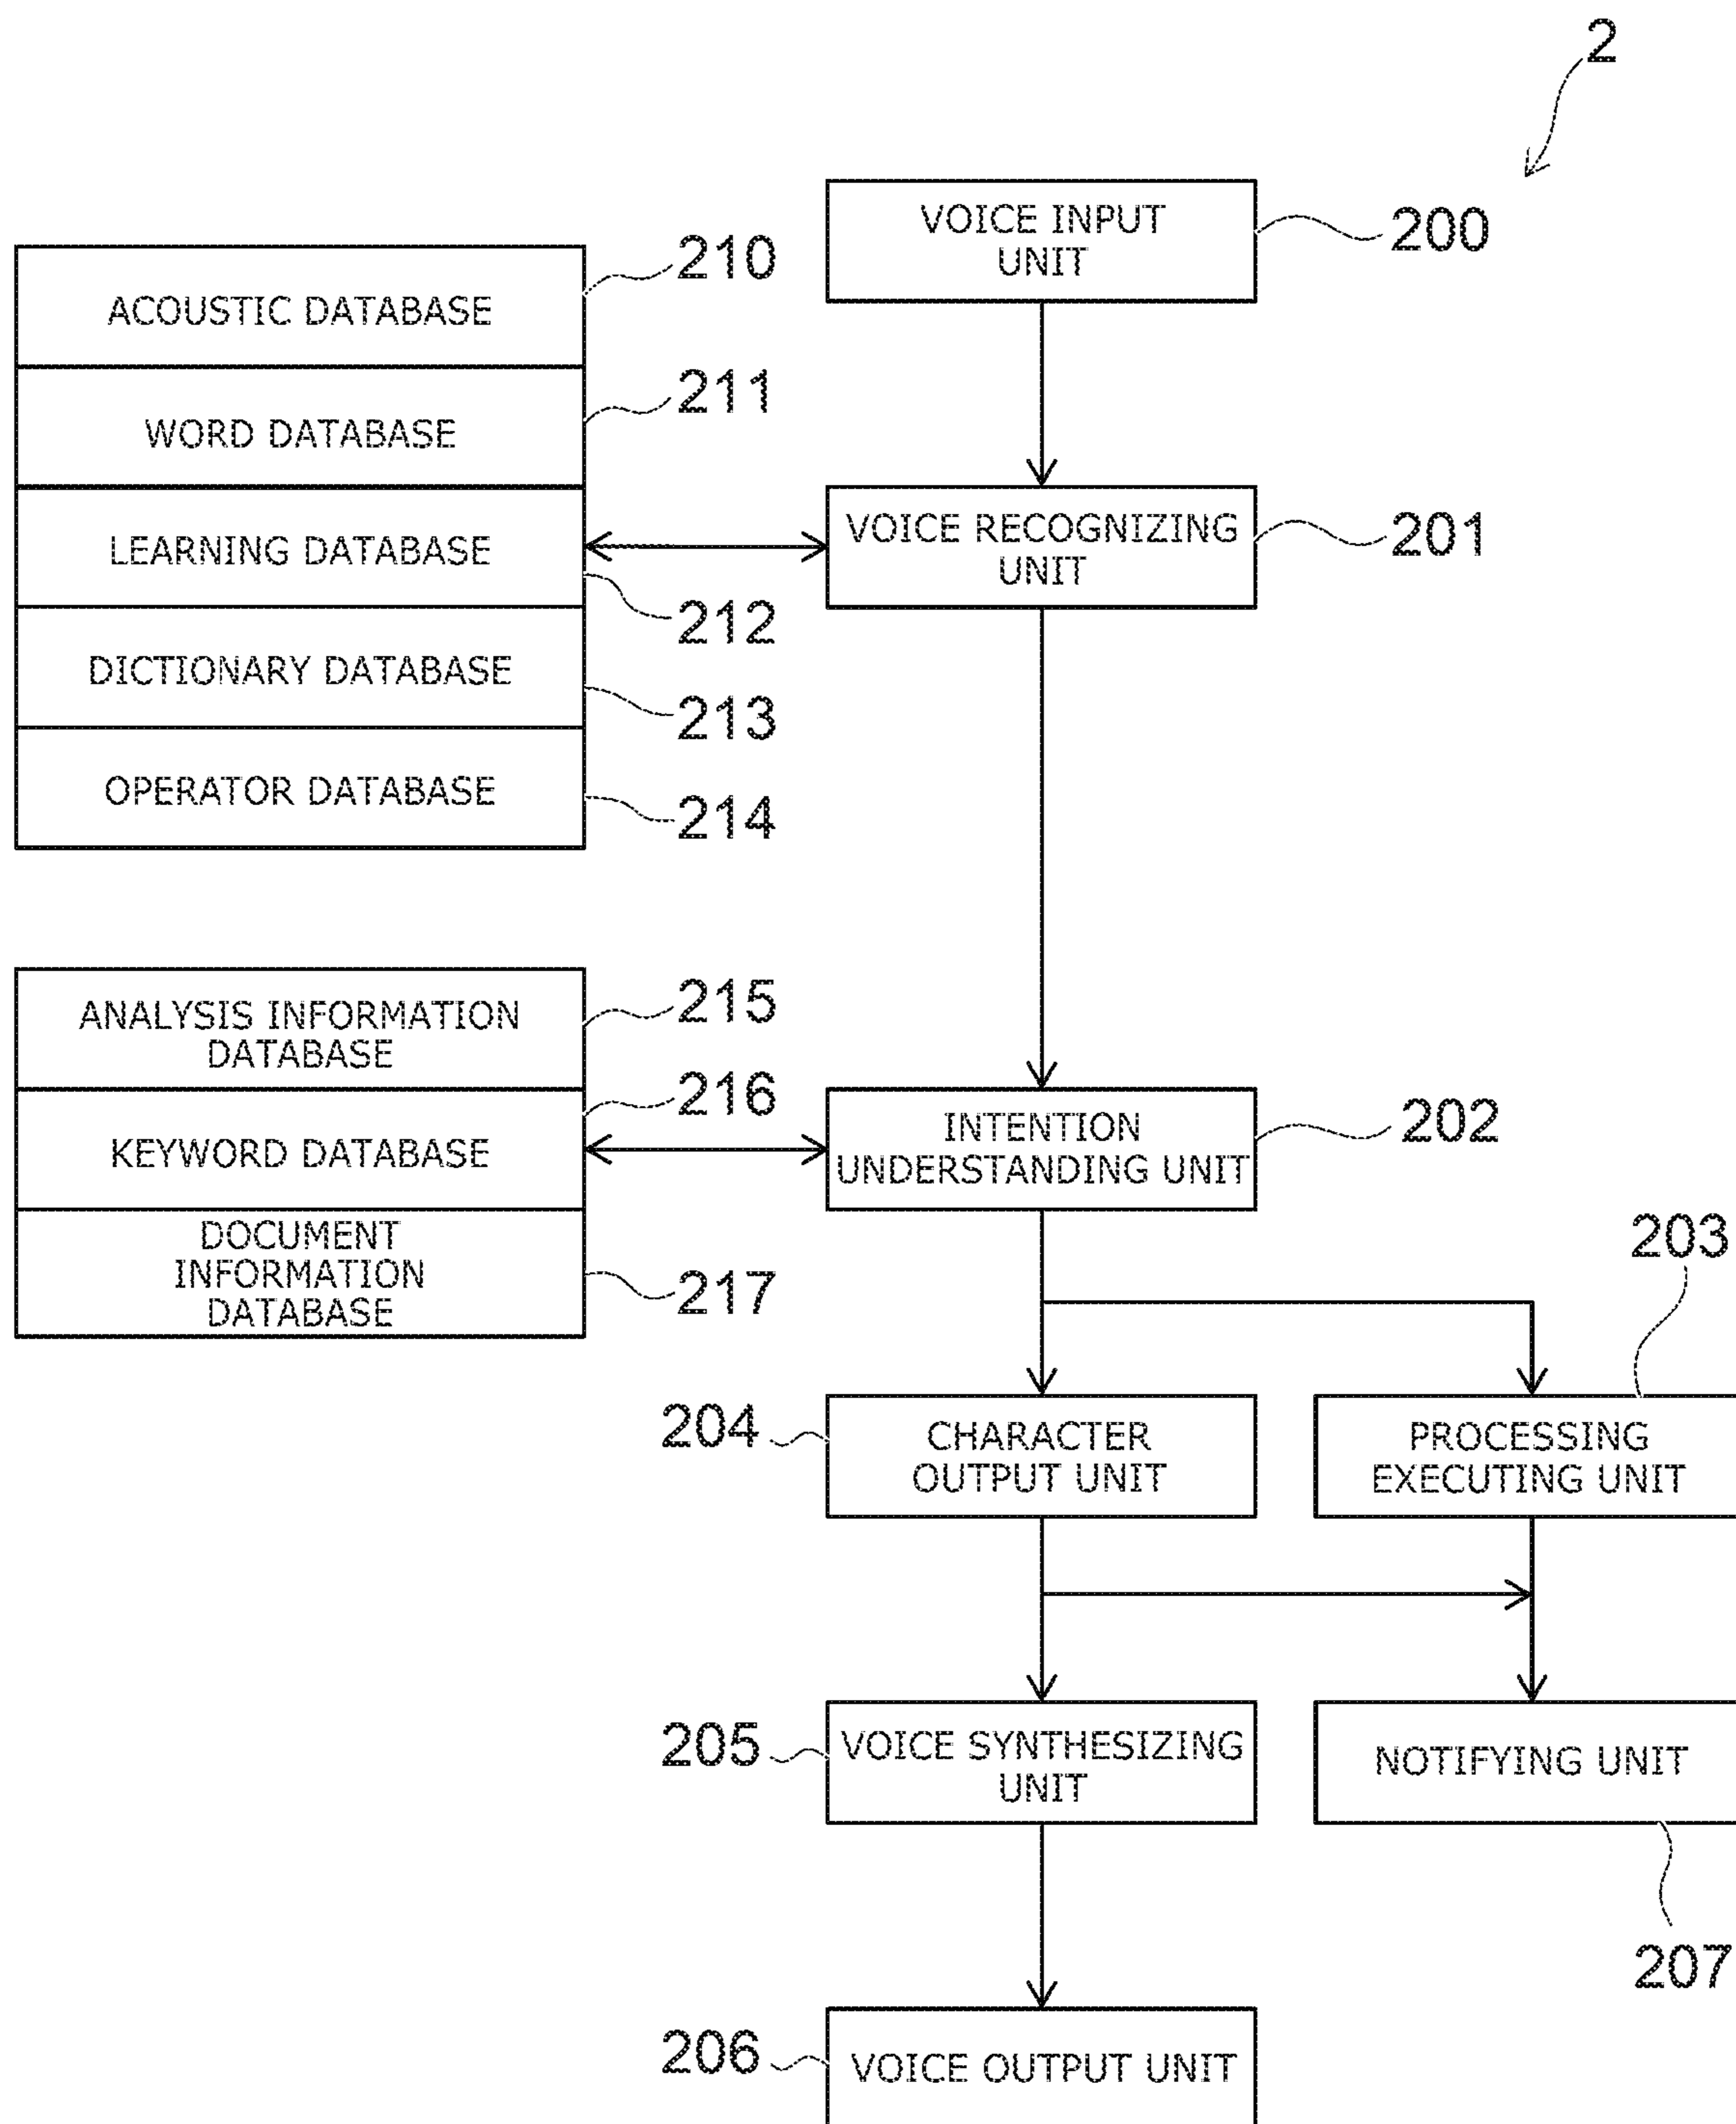 2
VOICE INPUT
UNIT
200
210
ACOUSTIC DATABASE
211
WORD DATABASE
LEARNING DATABASE
212
VOICE RECOGNIZING
UNIT
201
DICTIONARY DATABASE
213
OPERATOR DATABASE
214
ANALYSIS INFORMATION
DATABASE
215
216
KEYWORD DATABASE
INTENTION
UNDERSTANDING UNIT
202
DOCUMENT
INFORMATION
DATABASE
217
203
204
CHARACTER
OUTPUT UNIT
PROCESSING
EXECUTING UNIT
205
VOICE SYNTHESIZING
UNIT
NOTIFYING UNIT
207
206
VOICE OUTPUT UNIT